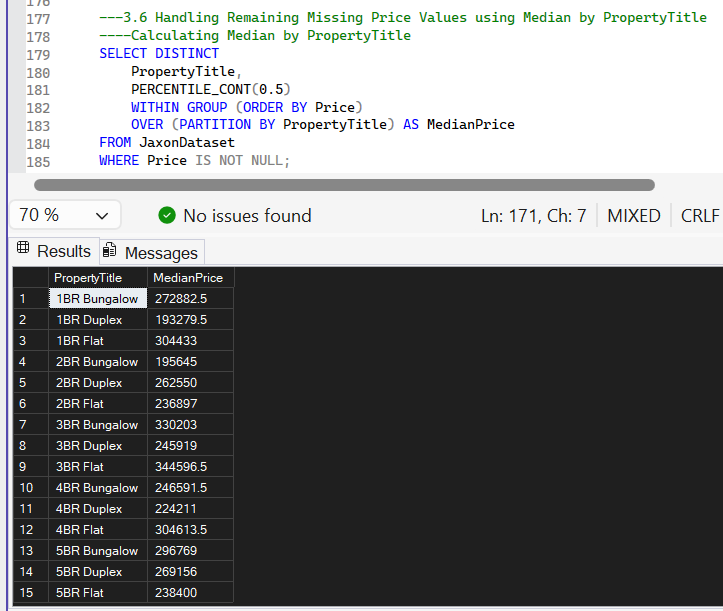 176
177 ---3.6 Handling Remaining Missing Price Values using Median by PropertyTitle
178 ----Calculating Median by PropertyTitle
179 SELECT DISTINCT
180 PropertyTitle,
181 PERCENTILE_CONT(0.5)
182 WITHIN GROUP (ORDER BY Price)
183 OVER (PARTITION BY PropertyTitle) AS MedianPrice
184 FROM JaxonDataset
185 WHERE Price IS NOT NULL;
70 % No issues found Ln: 171, Ch: 7 MIXED CRLF
Results Messages
PropertyTitle MedianPrice
1 1BR Bungalow 272882.5
2 1BR Duplex 193279.5
3 1BR Flat 304433
4 2BR Bungalow 195645
5 2BR Duplex 262550
6 2BR Flat 236897
7 3BR Bungalow 330203
8 3BR Duplex 245919
9 3BR Flat 344596.5
10 4BR Bungalow 246591.5
11 4BR Duplex 224211
12 4BR Flat 304613.5
13 5BR Bungalow 296769
14 5BR Duplex 269156
15 5BR Flat 238400